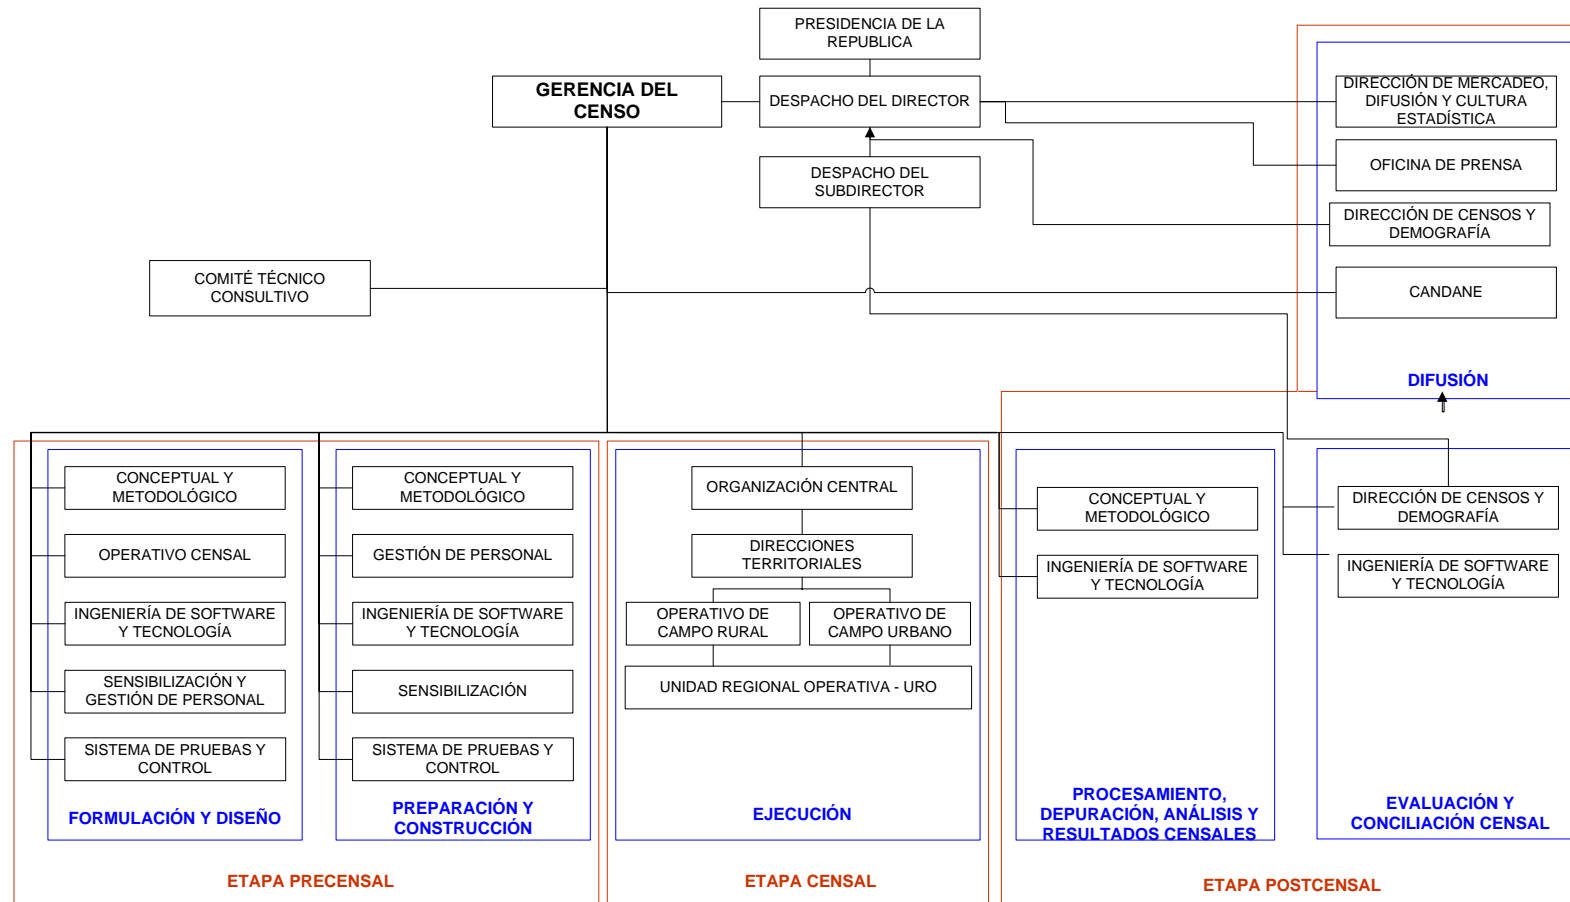 PRESIDENCIA DE LA
REPUBLICA
GERENCIA DEL
CENSO
DESPACHO DEL DIRECTOR
DIRECCIÓN DE MERCADEO,
DIFUSIÓN Y CULTURA
ESTADÍSTICA
DESPACHO DEL
SUBDIRECTOR
OFICINA DE PRENSA
DIRECCIÓN DE CENSOS Y
DEMOGRAFÍA
COMITÉ TÉCNICO
CONSULTIVO
CANDANE
DIFUSIÓN
CONCEPTUAL Y
METODOLÓGICO
OPERATIVO CENSAL
INGENIERÍA DE SOFTWARE
Y TECNOLOGÍA
SENSIBILIZACIÓN Y
GESTIÓN DE PERSONAL
SISTEMA DE PRUEBAS Y
CONTROL
FORMULACIÓN Y DISEÑO
CONCEPTUAL Y
METODOLÓGICO
GESTIÓN DE PERSONAL
INGENIERÍA DE SOFTWARE
Y TECNOLOGÍA
SENSIBILIZACIÓN
SISTEMA DE PRUEBAS Y
CONTROL
PREPARACIÓN Y
CONSTRUCCIÓN
ETAPA PRECENSAL
ORGANIZACIÓN CENTRAL
DIRECCIONES
TERRITORIALES
OPERATIVO DE
CAMPO RURAL
OPERATIVO DE
CAMPO URBANO
UNIDAD REGIONAL OPERATIVA - URO
EJECUCIÓN
ETAPA CENSAL
CONCEPTUAL Y
METODOLÓGICO
INGENIERÍA DE SOFTWARE
Y TECNOLOGÍA
PROCESAMIENTO,
DEPURACIÓN, ANÁLISIS Y
RESULTADOS CENSALES
DIRECCIÓN DE CENSOS Y
DEMOGRAFÍA
INGENIERÍA DE SOFTWARE
Y TECNOLOGÍA
EVALUACIÓN Y
CONCILIACIÓN CENSAL
ETAPA POSTCENSAL